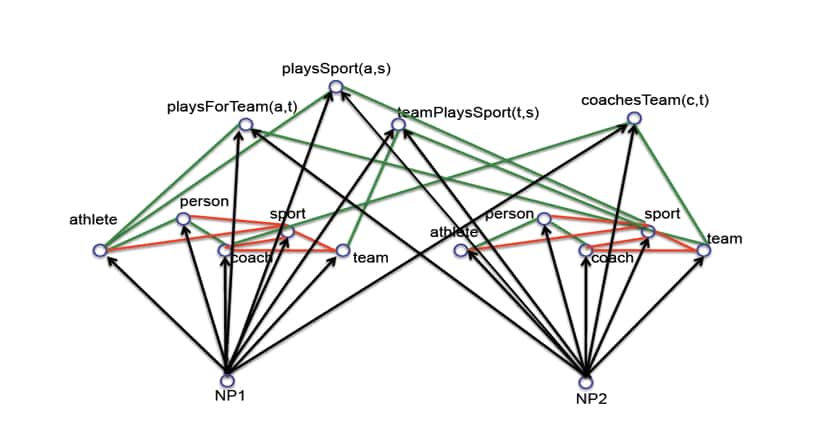 playsSport(a,s)
playsForTeam(a,t)
teamPlaysSport(t,s)
coachesTeam(c,t)
person
sport
athlete
coach
team
person
sport
athlete
coach
team
NP1
NP2